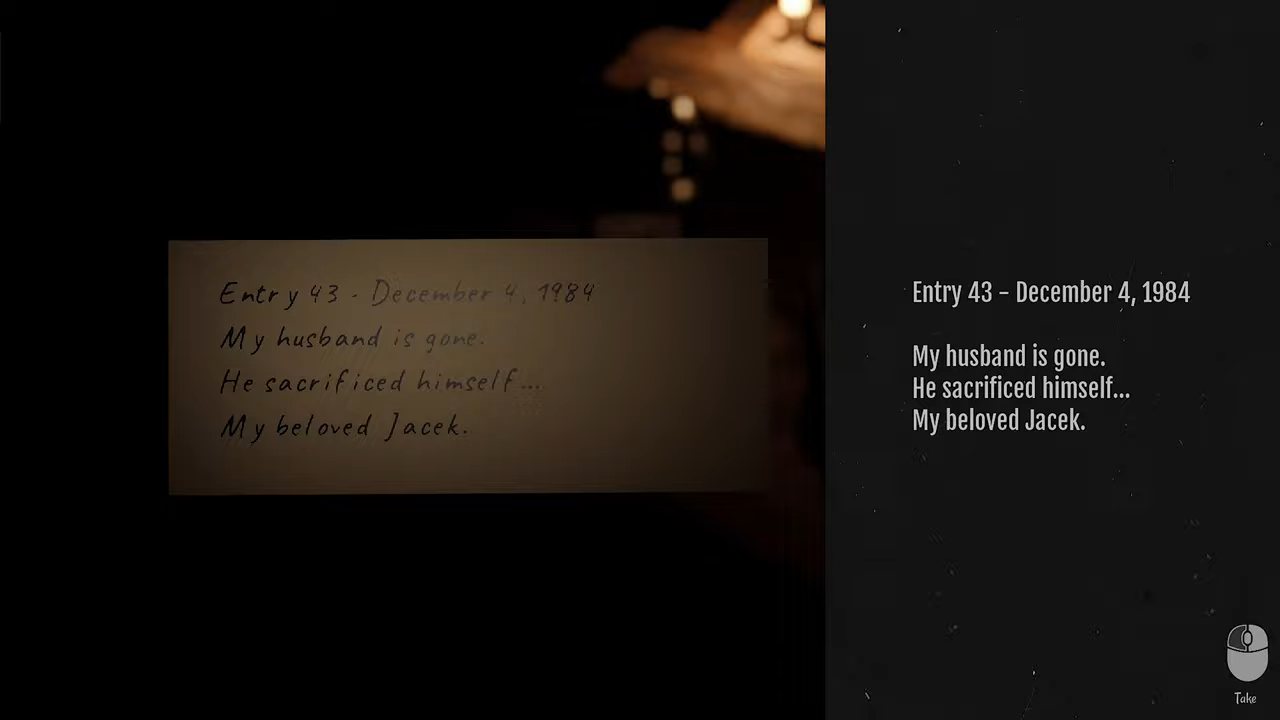 Entry 43 - December 4, 1984
My husband is gone.
He sacrificed himself...
My beloved Jacek.
Entry 43 – December 4, 1984
My husband is gone.
He sacrificed himself...
My beloved Jacek.
Take